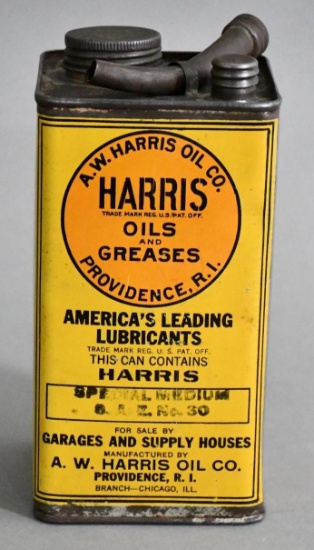 A.W. HARRIS OIL CO.
HARRIS
TRADE MARK REG. U.S. PAT. OFF.
OILS
AND
GREASES
PROVIDENCE, R.I.
AMERICA'S LEADING
LUBRICANTS
TRADE MARK REG. U. S. PAT. OFF.
THIS CAN CONTAINS
HARRIS
SPECIAL MEDIUM
S. A. E. No. 30
FOR SALE BY
GARAGES AND SUPPLY HOUSES
MANUFACTURED BY
A. W. HARRIS OIL CO.
PROVIDENCE, R. I.
BRANCH—CHICAGO, ILL.